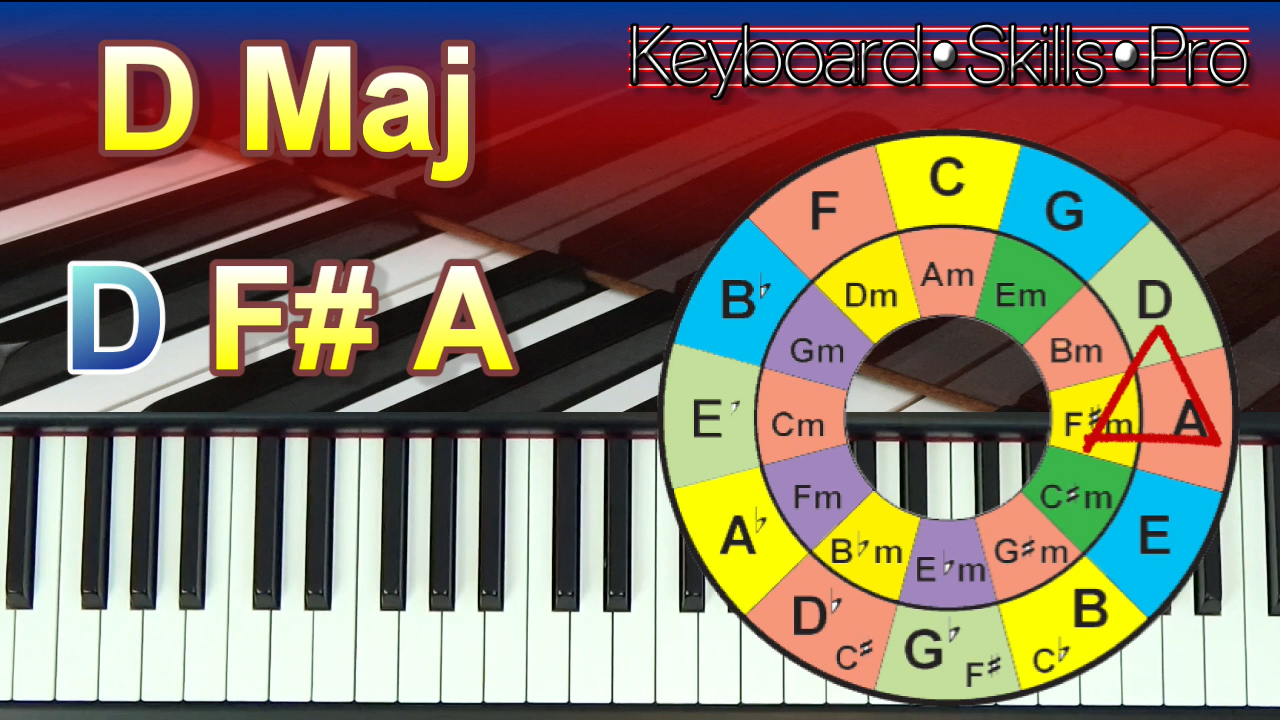 D Maj
Keyboard•Skills•Pro
D F# A
C
G
D
A
E
B
C♭
G♭
F♯
D♭
C♯
A♭
E♭
B♭
F
Am
Em
Bm
F♯m
C♯m
G♯m
E♭m
B♭m
Fm
Cm
Gm
Dm